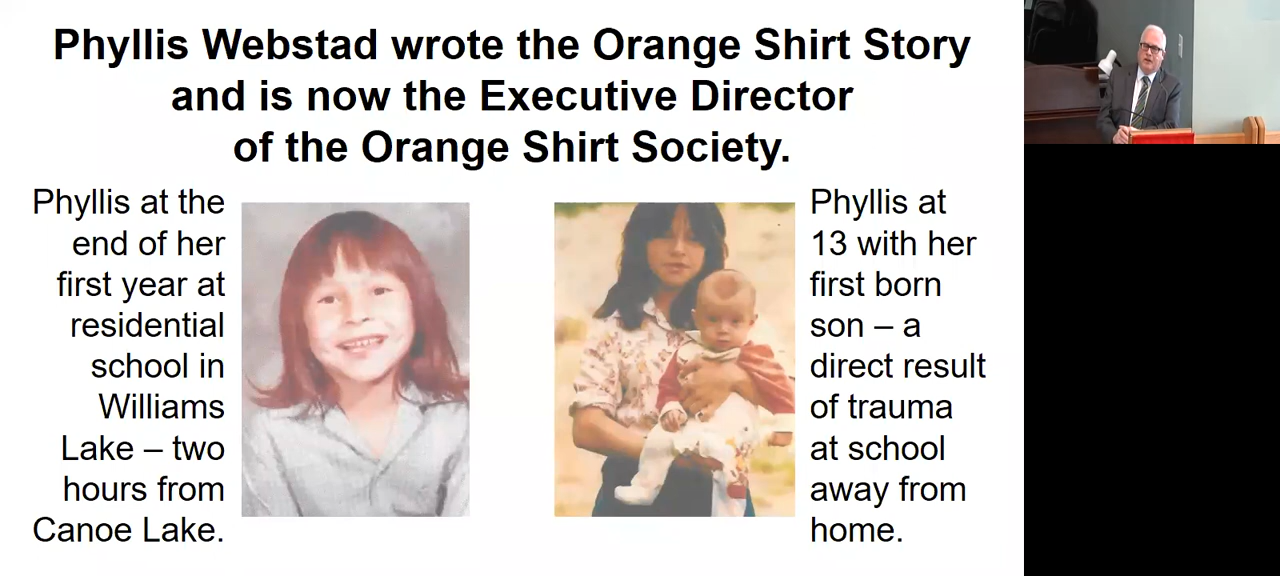 Phyllis Webstad wrote the Orange Shirt Story
and is now the Executive Director
of the Orange Shirt Society.
Phyllis at the
end of her
first year at
residential
school in
Williams
Lake – two
hours from
Canoe Lake.
Phyllis at
13 with her
first born
son – a
direct result
of trauma
at school
away from
home.